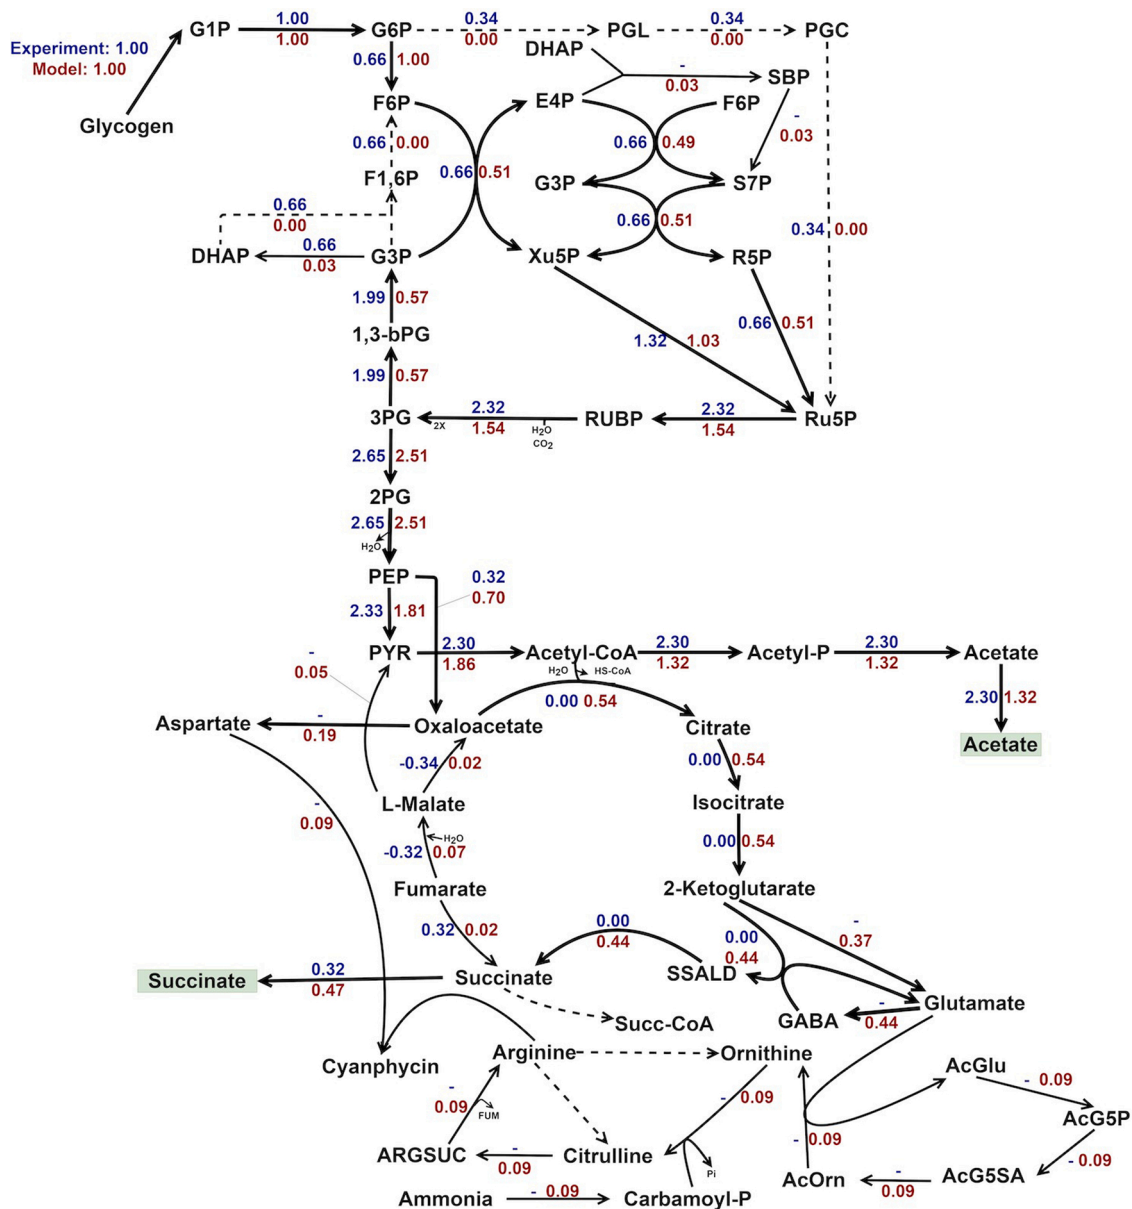 G1P
1.00
1.00
G6P
0.34
0.00
PGL
0.34
0.00
PGC
Experiment: 1.00
Model: 1.00
0.66
1.00
DHAP
-
0.03
SBP
Glycogen
F6P
E4P
F6P
-
0.03
0.66
0.00
0.66
0.51
0.66
0.49
F1,6P
G3P
S7P
0.66
0.00
0.66
0.51
0.34
0.00
DHAP
0.66
0.03
G3P
Xu5P
R5P
1.99
0.57
1,3-bPG
0.66
0.51
1.32
1.03
1.99
0.57
3PG
2X
2.32
1.54
H2O
CO2
RUBP
2.32
1.54
Ru5P
2.65
2.51
2PG
2.65
2.51
H2O
PEP
0.32
0.70
2.33
1.81
PYR
2.30
1.86
Acetyl-CoA
2.30
1.32
Acetyl-P
2.30
1.32
Acetate
-
0.05
H2O
HS-CoA
0.00
0.54
2.30
1.32
Aspartate
-
0.19
Oxaloacetate
Citrate
Acetate
-0.34
0.02
0.00
0.54
-
0.09
L-Malate
Isocitrate
H2O
-0.32
0.07
0.00
0.54
Fumarate
2-Ketoglutarate
0.32
0.02
0.00
0.44
0.00
0.44
-
0.37
Succinate
0.32
0.47
Succinate
SSALD
GABA
-
0.44
Glutamate
Succ-CoA
Cyanphycin
Arginine
Ornithine
AcGlu
-
0.09
-
0.09
FUM
-
0.09
AcG5P
-
0.09
-
0.09
ARGSUC
-
0.09
Citrulline
Pi
AcOrn
-
0.09
AcG5SA
Ammonia
-
0.09
Carbamoyl-P